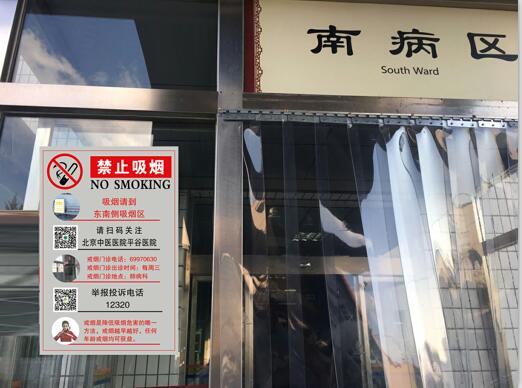 南病区
South Ward
禁止吸烟
NO SMOKING
吸烟请到
东南侧吸烟区
请扫码关注
北京中医医院平谷医院
戒烟门诊电话：69970630
戒烟门诊出诊时间：每周三
戒烟门诊地点：肺病科
举报投诉电话
12320
戒烟是降低吸烟危害的唯一
方法，戒烟越早越好，任何
年龄戒烟均可获益。